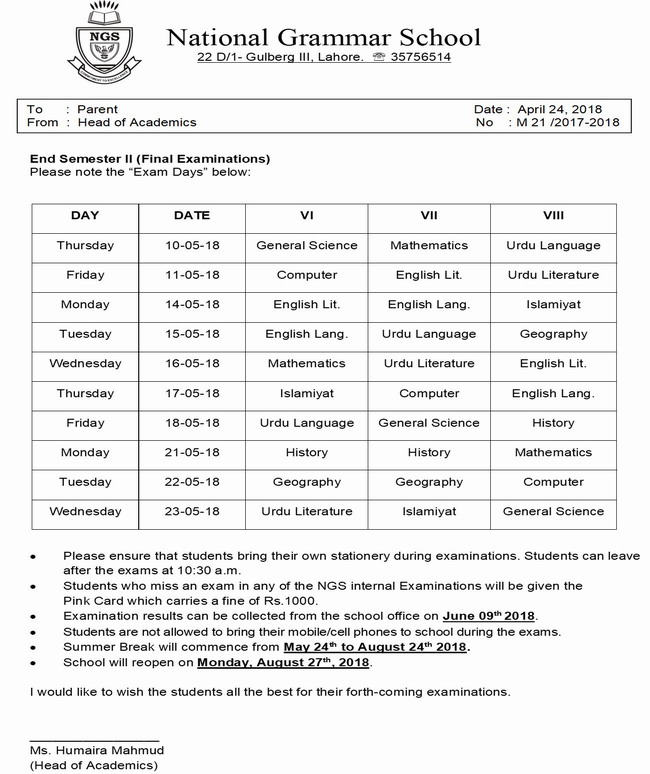 NGS
COMMITMENT TO EXCELLENCE
National Grammar School
22 D/1- Gulberg III, Lahore. ☏ 35756514
To : Parent Date : April 24, 2018
From : Head of Academics No : M 21 /2017-2018
End Semester II (Final Examinations)
Please note the “Exam Days” below:
DAY DATE VI VII VIII
Thursday 10-05-18 General Science Mathematics Urdu Language
Friday 11-05-18 Computer English Lit. Urdu Literature
Monday 14-05-18 English Lit. English Lang. Islamiyat
Tuesday 15-05-18 English Lang. Urdu Language Geography
Wednesday 16-05-18 Mathematics Urdu Literature English Lit.
Thursday 17-05-18 Islamiyat Computer English Lang.
Friday 18-05-18 Urdu Language General Science History
Monday 21-05-18 History History Mathematics
Tuesday 22-05-18 Geography Geography Computer
Wednesday 23-05-18 Urdu Literature Islamiyat General Science
• Please ensure that students bring their own stationery during examinations. Students can leave
after the exams at 10:30 a.m.
• Students who miss an exam in any of the NGS internal Examinations will be given the
Pink Card which carries a fine of Rs.1000.
• Examination results can be collected from the school office on June 09th 2018.
• Students are not allowed to bring their mobile/cell phones to school during the exams.
• Summer Break will commence from May 24th to August 24th 2018.
• School will reopen on Monday, August 27th, 2018.
I would like to wish the students all the best for their forth-coming examinations.
Ms. Humaira Mahmud
(Head of Academics)